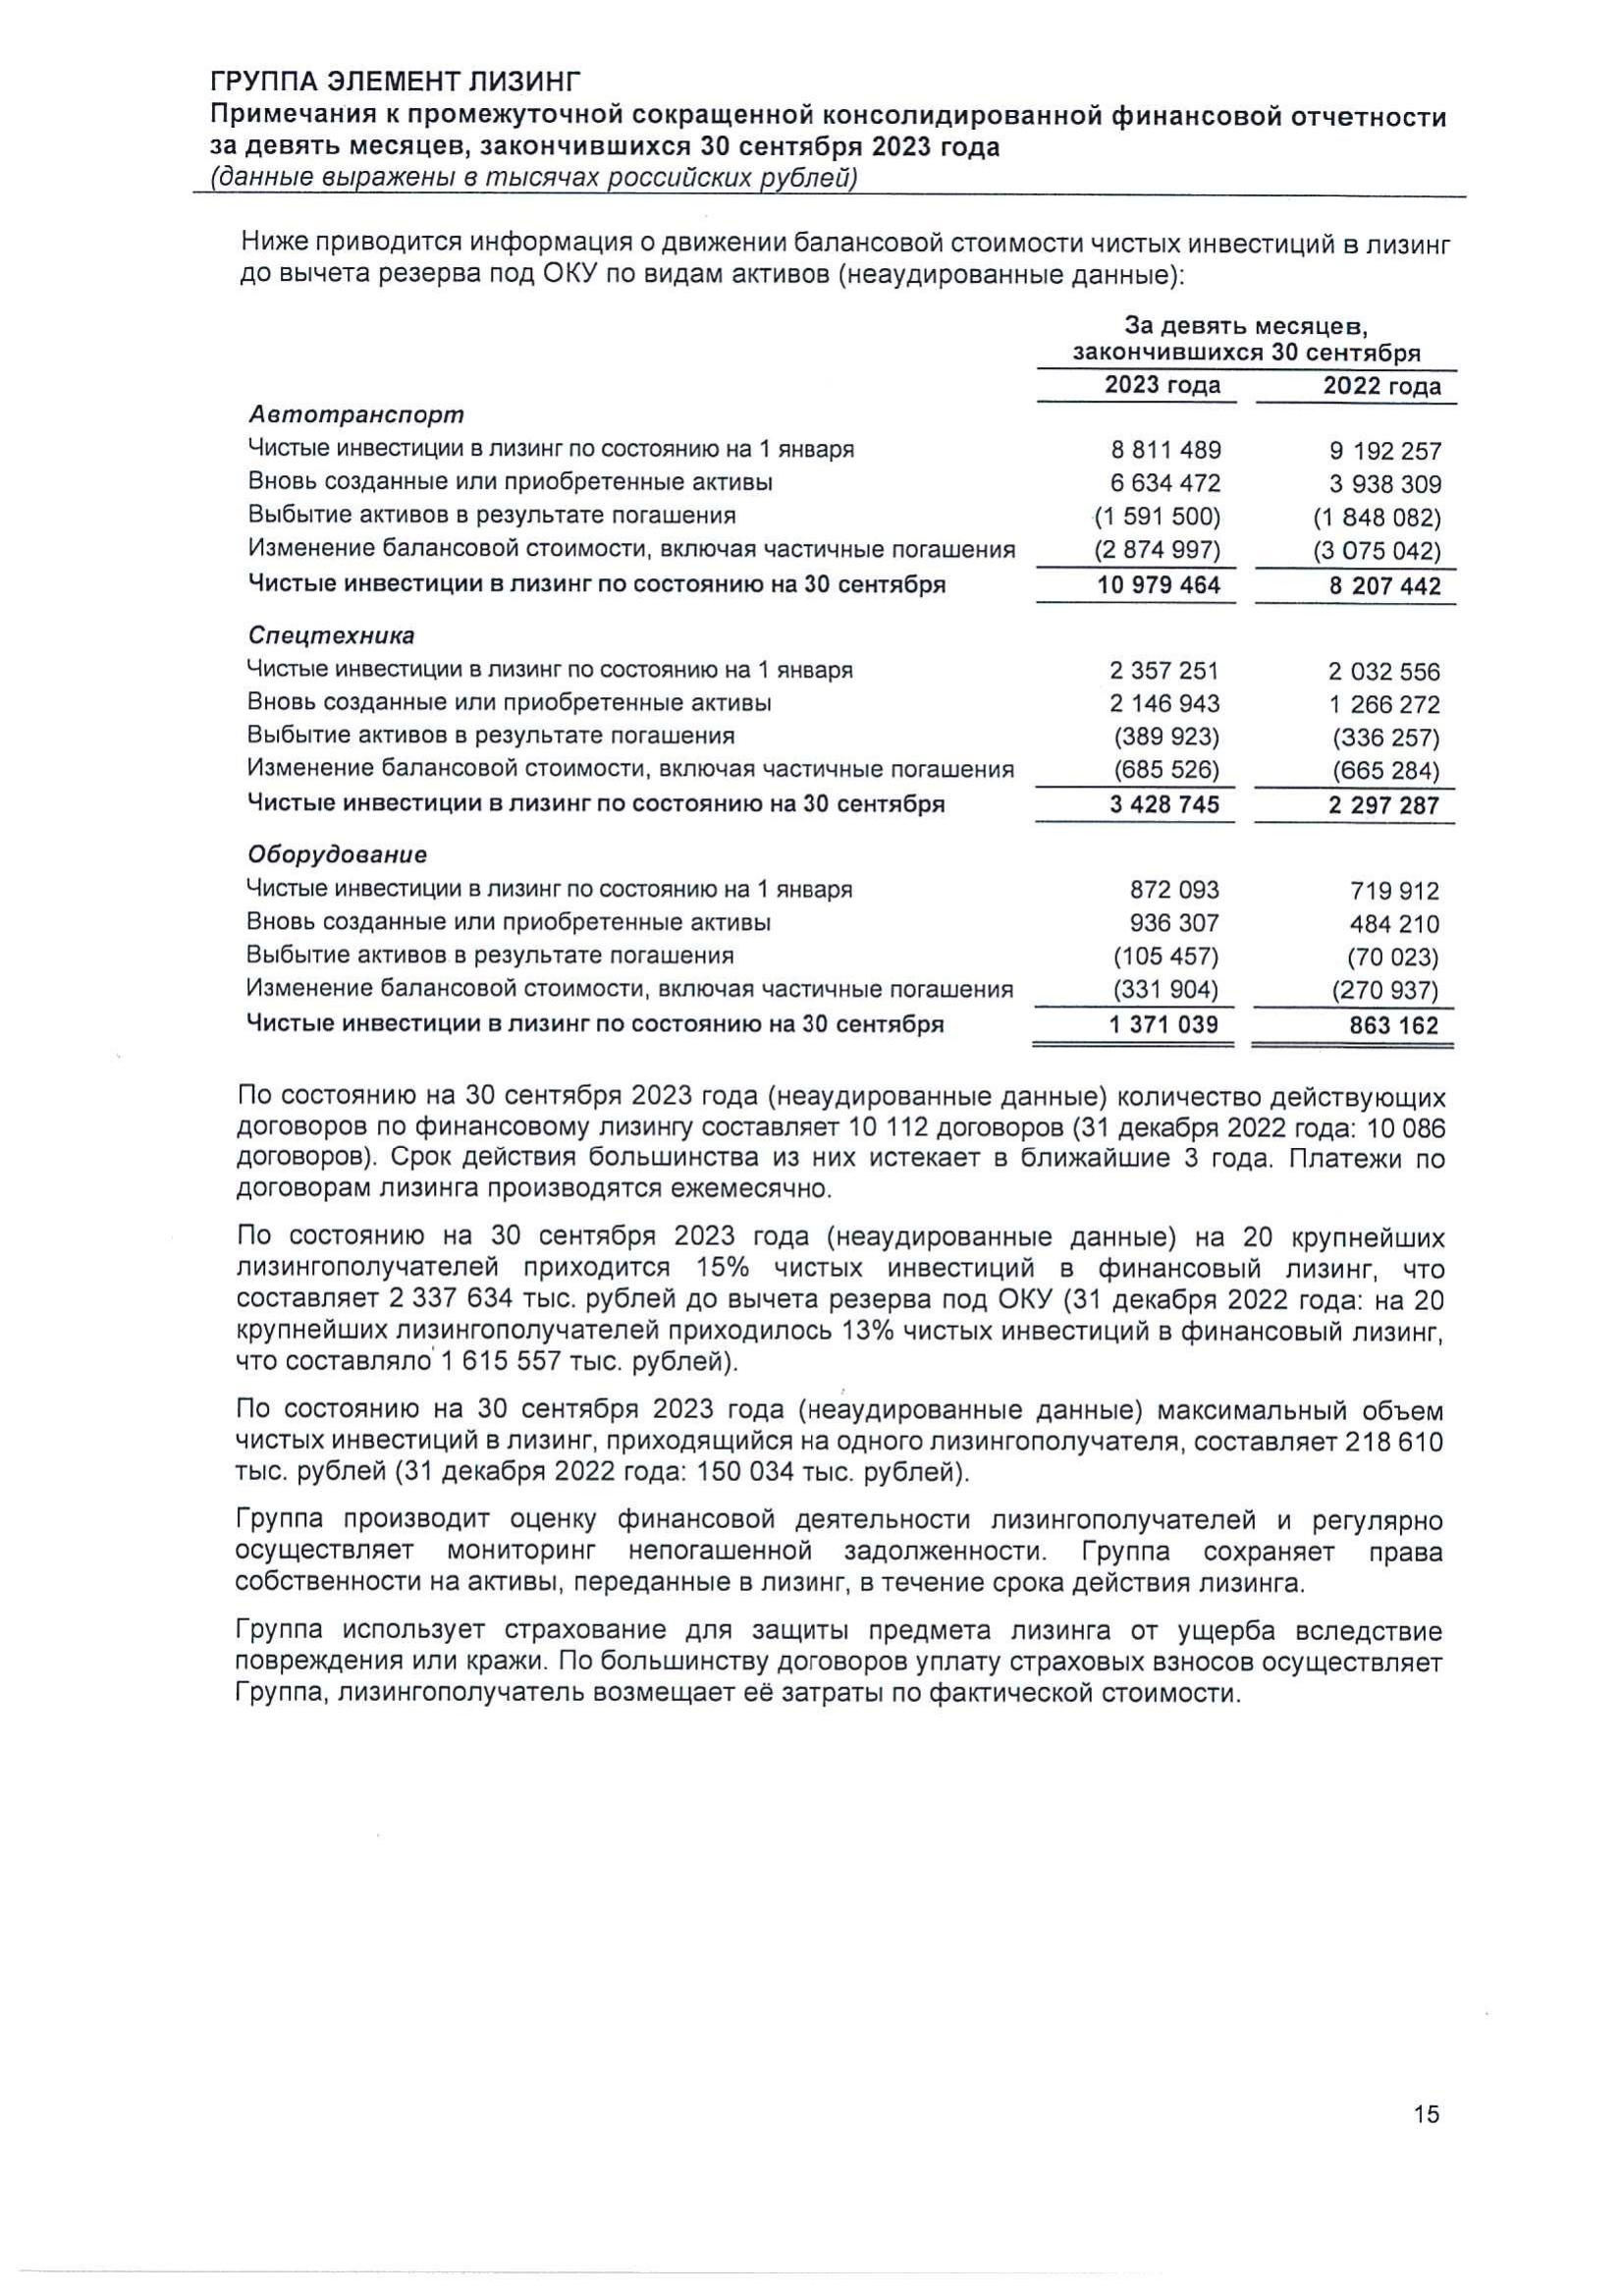 ГРУППА ЭЛЕМЕНТ ЛИЗИНГ
Примечания к промежуточной сокращенной консолидированной финансовой отчетности
за девять месяцев, закончившихся 30 сентября 2023 года
(данные выражены в тысячах российских рублей)
Ниже приводится информация о движении балансовой стоимости чистых инвестиций в лизинг
до вычета резерва под ОКУ по видам активов (неаудированные данные):
За девять месяцев,
закончившихся 30 сентября
2023 года 2022 года
Автотранспорт
Чистые инвестиции в лизинг по состоянию на 1 января 8 811 489 9 192 257
Вновь созданные или приобретенные активы 6 634 472 3 938 309
Выбытие активов в результате погашения (1 591 500) (1 848 082)
Изменение балансовой стоимости, включая частичные погашения (2 874 997) (3 075 042)
Чистые инвестиции в лизинг по состоянию на 30 сентября 10 979 464 8 207 442
Спецтехника
Чистые инвестиции в лизинг по состоянию на 1 января 2 357 251 2 032 556
Вновь созданные или приобретенные активы 2 146 943 1 266 272
Выбытие активов в результате погашения (389 923) (336 257)
Изменение балансовой стоимости, включая частичные погашения (685 526) (665 284)
Чистые инвестиции в лизинг по состоянию на 30 сентября 3 428 745 2 297 287
Оборудование
Чистые инвестиции в лизинг по состоянию на 1 января 872 093 719 912
Вновь созданные или приобретенные активы 936 307 484 210
Выбытие активов в результате погашения (105 457) (70 023)
Изменение балансовой стоимости, включая частичные погашения (331 904) (270 937)
Чистые инвестиции в лизинг по состоянию на 30 сентября 1 371 039 863 162
По состоянию на 30 сентября 2023 года (неаудированные данные) количество действующих
договоров по финансовому лизингу составляет 10 112 договоров (31 декабря 2022 года: 10 086
договоров). Срок действия большинства из них истекает в ближайшие 3 года. Платежи по
договорам лизинга производятся ежемесячно.
По состоянию на 30 сентября 2023 года (неаудированные данные) на 20 крупнейших
лизингополучателей приходится 15% чистых инвестиций в финансовый лизинг, что
составляет 2 337 634 тыс. рублей до вычета резерва под ОКУ (31 декабря 2022 года: на 20
крупнейших лизингополучателей приходилось 13% чистых инвестиций в финансовый лизинг,
что составляло 1 615 557 тыс. рублей).
По состоянию на 30 сентября 2023 года (неаудированные данные) максимальный объем
чистых инвестиций в лизинг, приходящийся на одного лизингополучателя, составляет 218 610
тыс. рублей (31 декабря 2022 года: 150 034 тыс. рублей).
Группа производит оценку финансовой деятельности лизингополучателей и регулярно
осуществляет мониторинг непогашенной задолженности. Группа сохраняет права
собственности на активы, переданные в лизинг, в течение срока действия лизинга.
Группа использует страхование для защиты предмета лизинга от ущерба вследствие
повреждения или кражи. По большинству договоров уплату страховых взносов осуществляет
Группа, лизингополучатель возмещает её затраты по фактической стоимости.
15